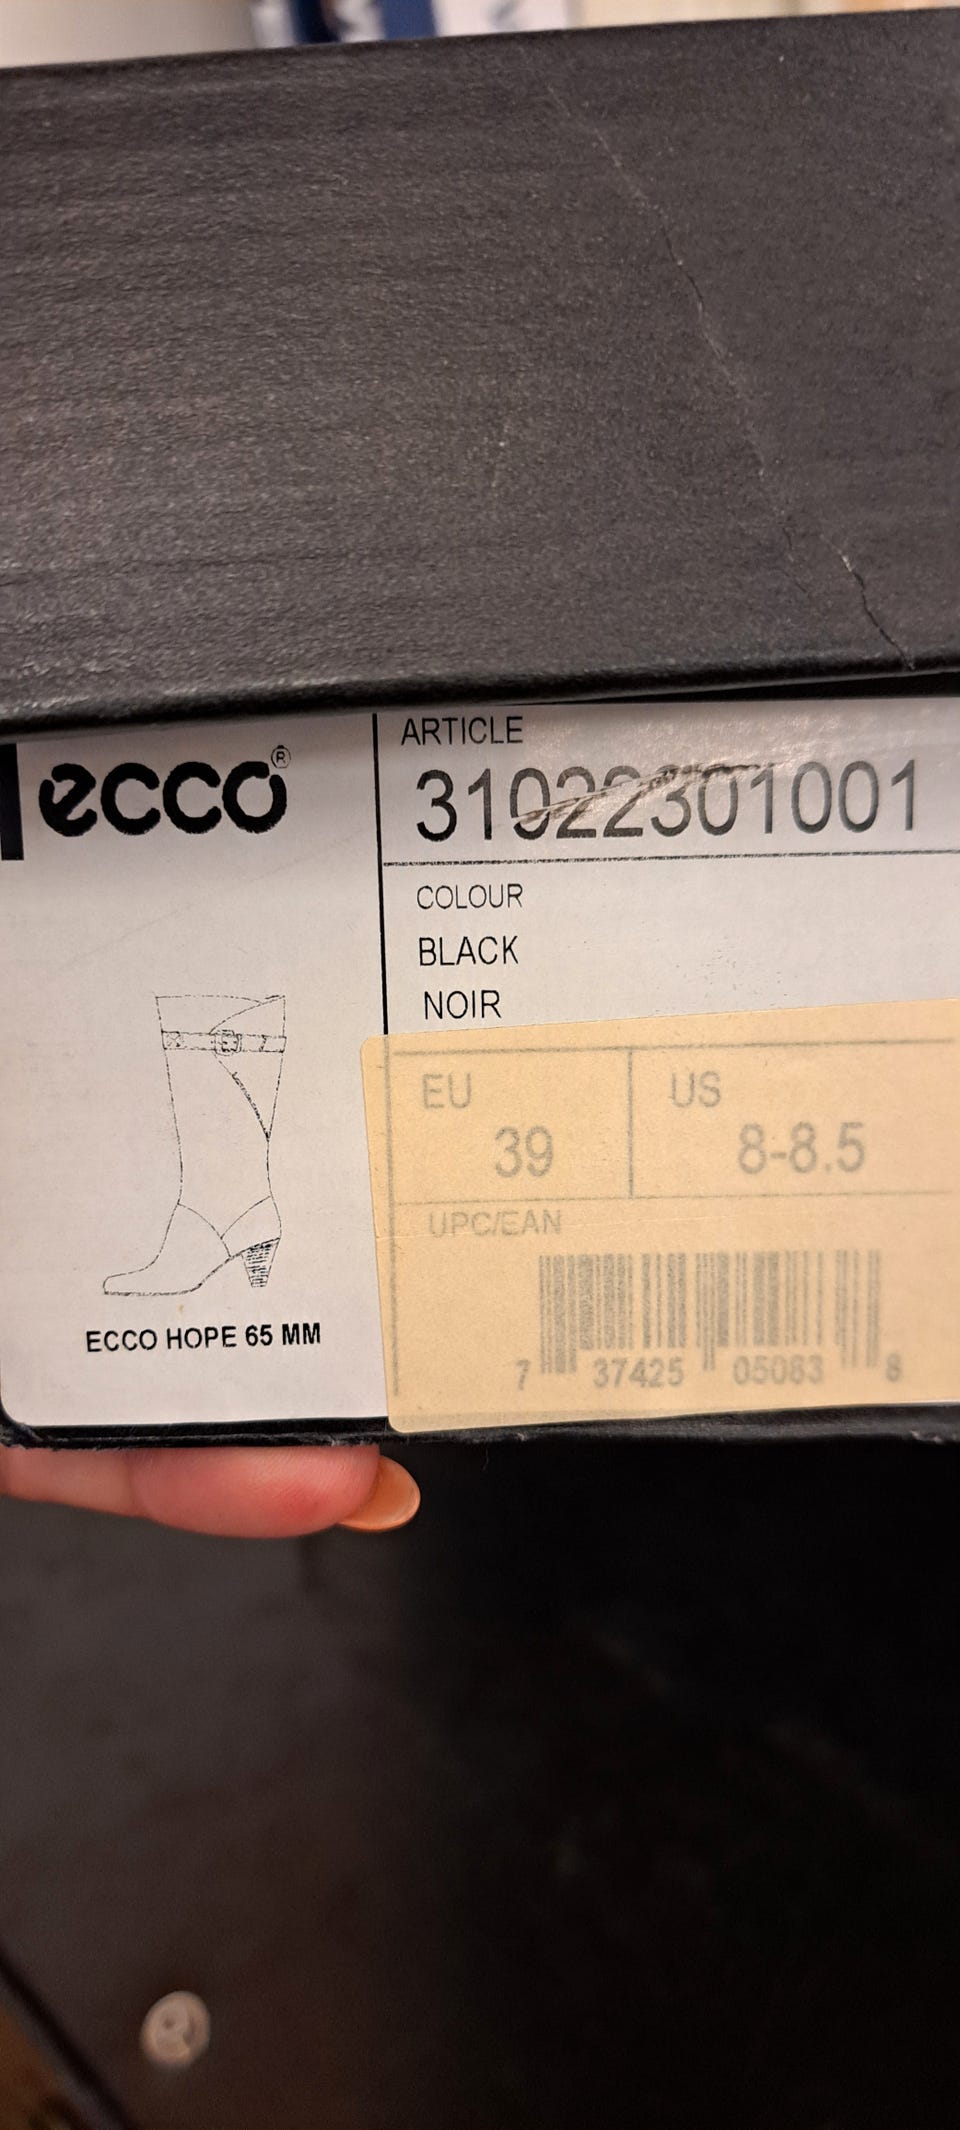 ecco®
ARTICLE
31022301001
COLOUR
BLACK
NOIR
EU
39
US
8-8.5
UPC/EAN
7 37425 05083 8
ECCO HOPE 65 MM